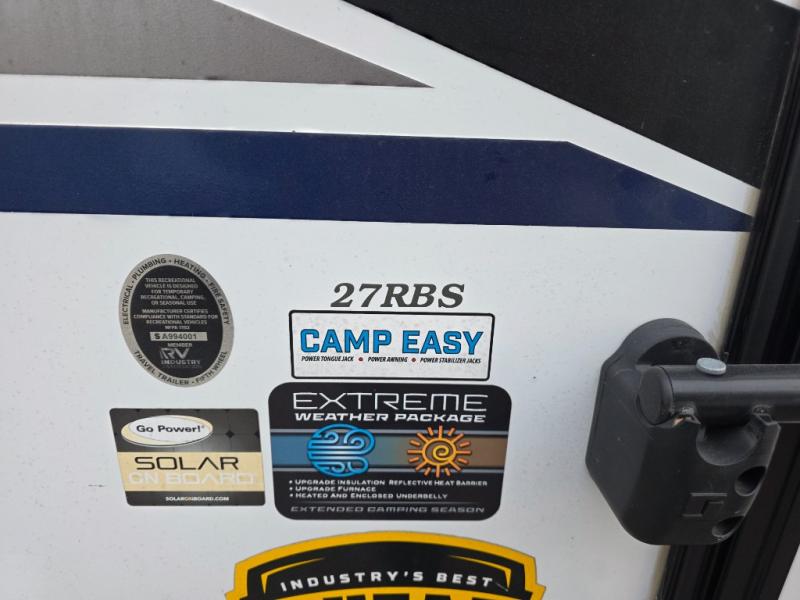 ELECTRICAL • PLUMBING • HEATING • FIRE SAFETY
THIS RECREATIONAL
VEHICLE IS DESIGNED
FOR TEMPORARY
RECREATIONAL, CAMPING,
OR SEASONAL USE
MANUFACTURER CERTIFIES
COMPLIANCE WITH STANDARD FOR
RECREATIONAL VEHICLES
NFPA 1192
SA994001
MEMBER
RV
INDUSTRY
TRAVEL TRAILER • FIFTH WHEEL
27RBS
CAMP EASY
POWER TONGUE JACK • POWER AWNING • POWER STABILIZER JACKS
Go Power!
SOLAR
ON BOARD
SOLARONBOARD.COM
EXTREME
WEATHER PACKAGE
• UPGRADE INSULATION REFLECTIVE HEAT BARRIER
• UPGRADE FURNACE
• HEATED AND ENCLOSED UNDERBELLY
EXTENDED CAMPING SEASON
INDUSTRY'S BEST